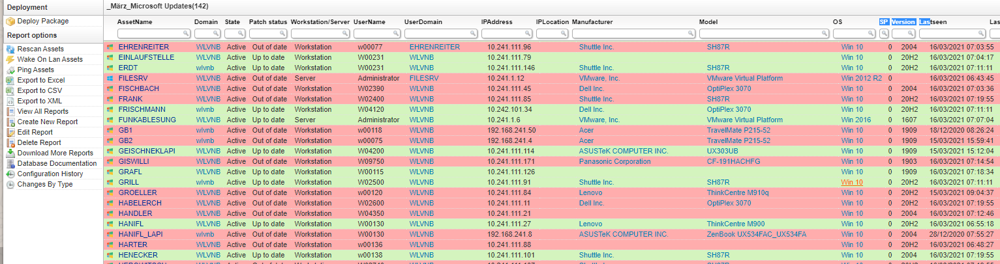 Deployment
Deploy Package
Report options
Rescan Assets
Wake On Lan Assets
Ping Assets
Export to Excel
Export to CSV
Export to XML
View All Reports
Create New Report
Edit Report
Delete Report
Download More Reports
Database Documentation
Configuration History
Changes By Type
_März_Microsoft Updates(142)
AssetName Domain State Patch status Workstation/Server UserName UserDomain IPAddress IPLocation Manufacturer Model OS SP Version Lastseen
EHRENREITER WLVNB Active Out of date Workstation w00077 EHRENREITER 10.241.111.96 Shuttle Inc. SH87R Win 10 0 2004 16/03/2021 07:03:55
EINLAUFSTELLE WLVNB Active Up to date Workstation W00231 WLVNB 10.241.111.79 Win 10 0 20H2 16/03/2021 07:04:17
ERDT wlvnb Active Up to date Workstation W00231 WLVNB 10.241.111.146 Shuttle Inc. SH87R Win 10 0 20H2 16/03/2021 07:11:11
FILESRV WLVNB Active Out of date Server Administrator FILESRV 10.241.1.12 VMware, Inc. VMware Virtual Platform Win 2012 R2 0 16/03/2021 06:43:45
FISCHBACH WLVNB Active Out of date Workstation W02390 WLVNB 10.241.111.45 Dell Inc. OptiPlex 3070 Win 10 0 2004 16/03/2021 07:03:36
FRANK WLVNB Active Out of date Workstation W02400 WLVNB 10.241.111.85 Shuttle Inc. SH87R Win 10 0 20H2 16/03/2021 07:19:55
FRISCHMANN wlvnb Active Up to date Workstation W04120 WLVNB 10.242.101.34 Dell Inc. OptiPlex 3070 Win 10 0 20H2 16/03/2021 07:11:11
FUNKABLESUNG WLVNB Active Up to date Server Administrator WLVNB 10.241.1.6 VMware, Inc. VMware Virtual Platform Win 2016 0 1607 16/03/2021 07:07:04
GB1 wlvnb Active Out of date Workstation w00118 WLVNB 192.168.241.50 Acer TravelMate P215-52 Win 10 0 1909 18/12/2020 08:26:24
GB2 wlvnb Active Out of date Workstation w00075 WLVNB 192.168.241.4 Acer TravelMate P215-52 Win 10 0 1909 15/03/2021 15:59:41
GEISCHNEKLAPI WLVNB Active Up to date Workstation W04200 WLVNB 10.241.111.114 ASUSTeK COMPUTER INC. UX303UB Win 10 0 1909 15/03/2021 15:12:04
GISWILLI WLVNB Active Out of date Workstation W09750 WLVNB 10.241.111.171 Panasonic Corporation CF-191HACHFG Win 10 0 1903 16/03/2021 07:14:54
GRAFL WLVNB Active Up to date Workstation W00115 WLVNB 10.241.111.126 Win 10 0 1909 16/03/2021 07:18:34
GRILL wlvnb Active Up to date Workstation W02500 WLVNB 10.241.111.91 Shuttle Inc. SH87R Win 10 0 20H2 16/03/2021 07:11:11
GROELLER WLVNB Active Out of date Workstation w00120 WLVNB 10.241.111.84 Lenovo ThinkCentre M910q Win 10 0 20H2 15/03/2021 09:04:37
HABELERCH WLVNB Active Out of date Workstation W02600 WLVNB 10.241.111.11 Dell Inc. OptiPlex 3070 Win 10 0 20H2 16/03/2021 07:19:55
HANDLER WLVNB Active Out of date Workstation W04350 WLVNB 10.241.111.21 Win 10 0 2004 16/03/2021 07:12:46
HANIFL WLVNB Active Up to date Workstation W00130 WLVNB 10.241.111.27 Lenovo ThinkCentre M900 Win 10 0 20H2 16/03/2021 06:55:18
HANIFL_LAPI wlvnb Active Out of date Workstation W00130 WLVNB 192.168.241.8 ASUSTeK COMPUTER INC. ZenBook UX534FAC_UX534FA Win 10 0 2004 28/12/2020 07:55:27
HARTER WLVNB Active Out of date Workstation w00136 WLVNB 10.241.111.88 Win 10 0 20H2 16/03/2021 06:48:27
HENECKER WLVNB Active Up to date Workstation w00138 WLVNB 10.241.111.101 Shuttle Inc. SH87R Win 10 0 2004 16/03/2021 07:19:55